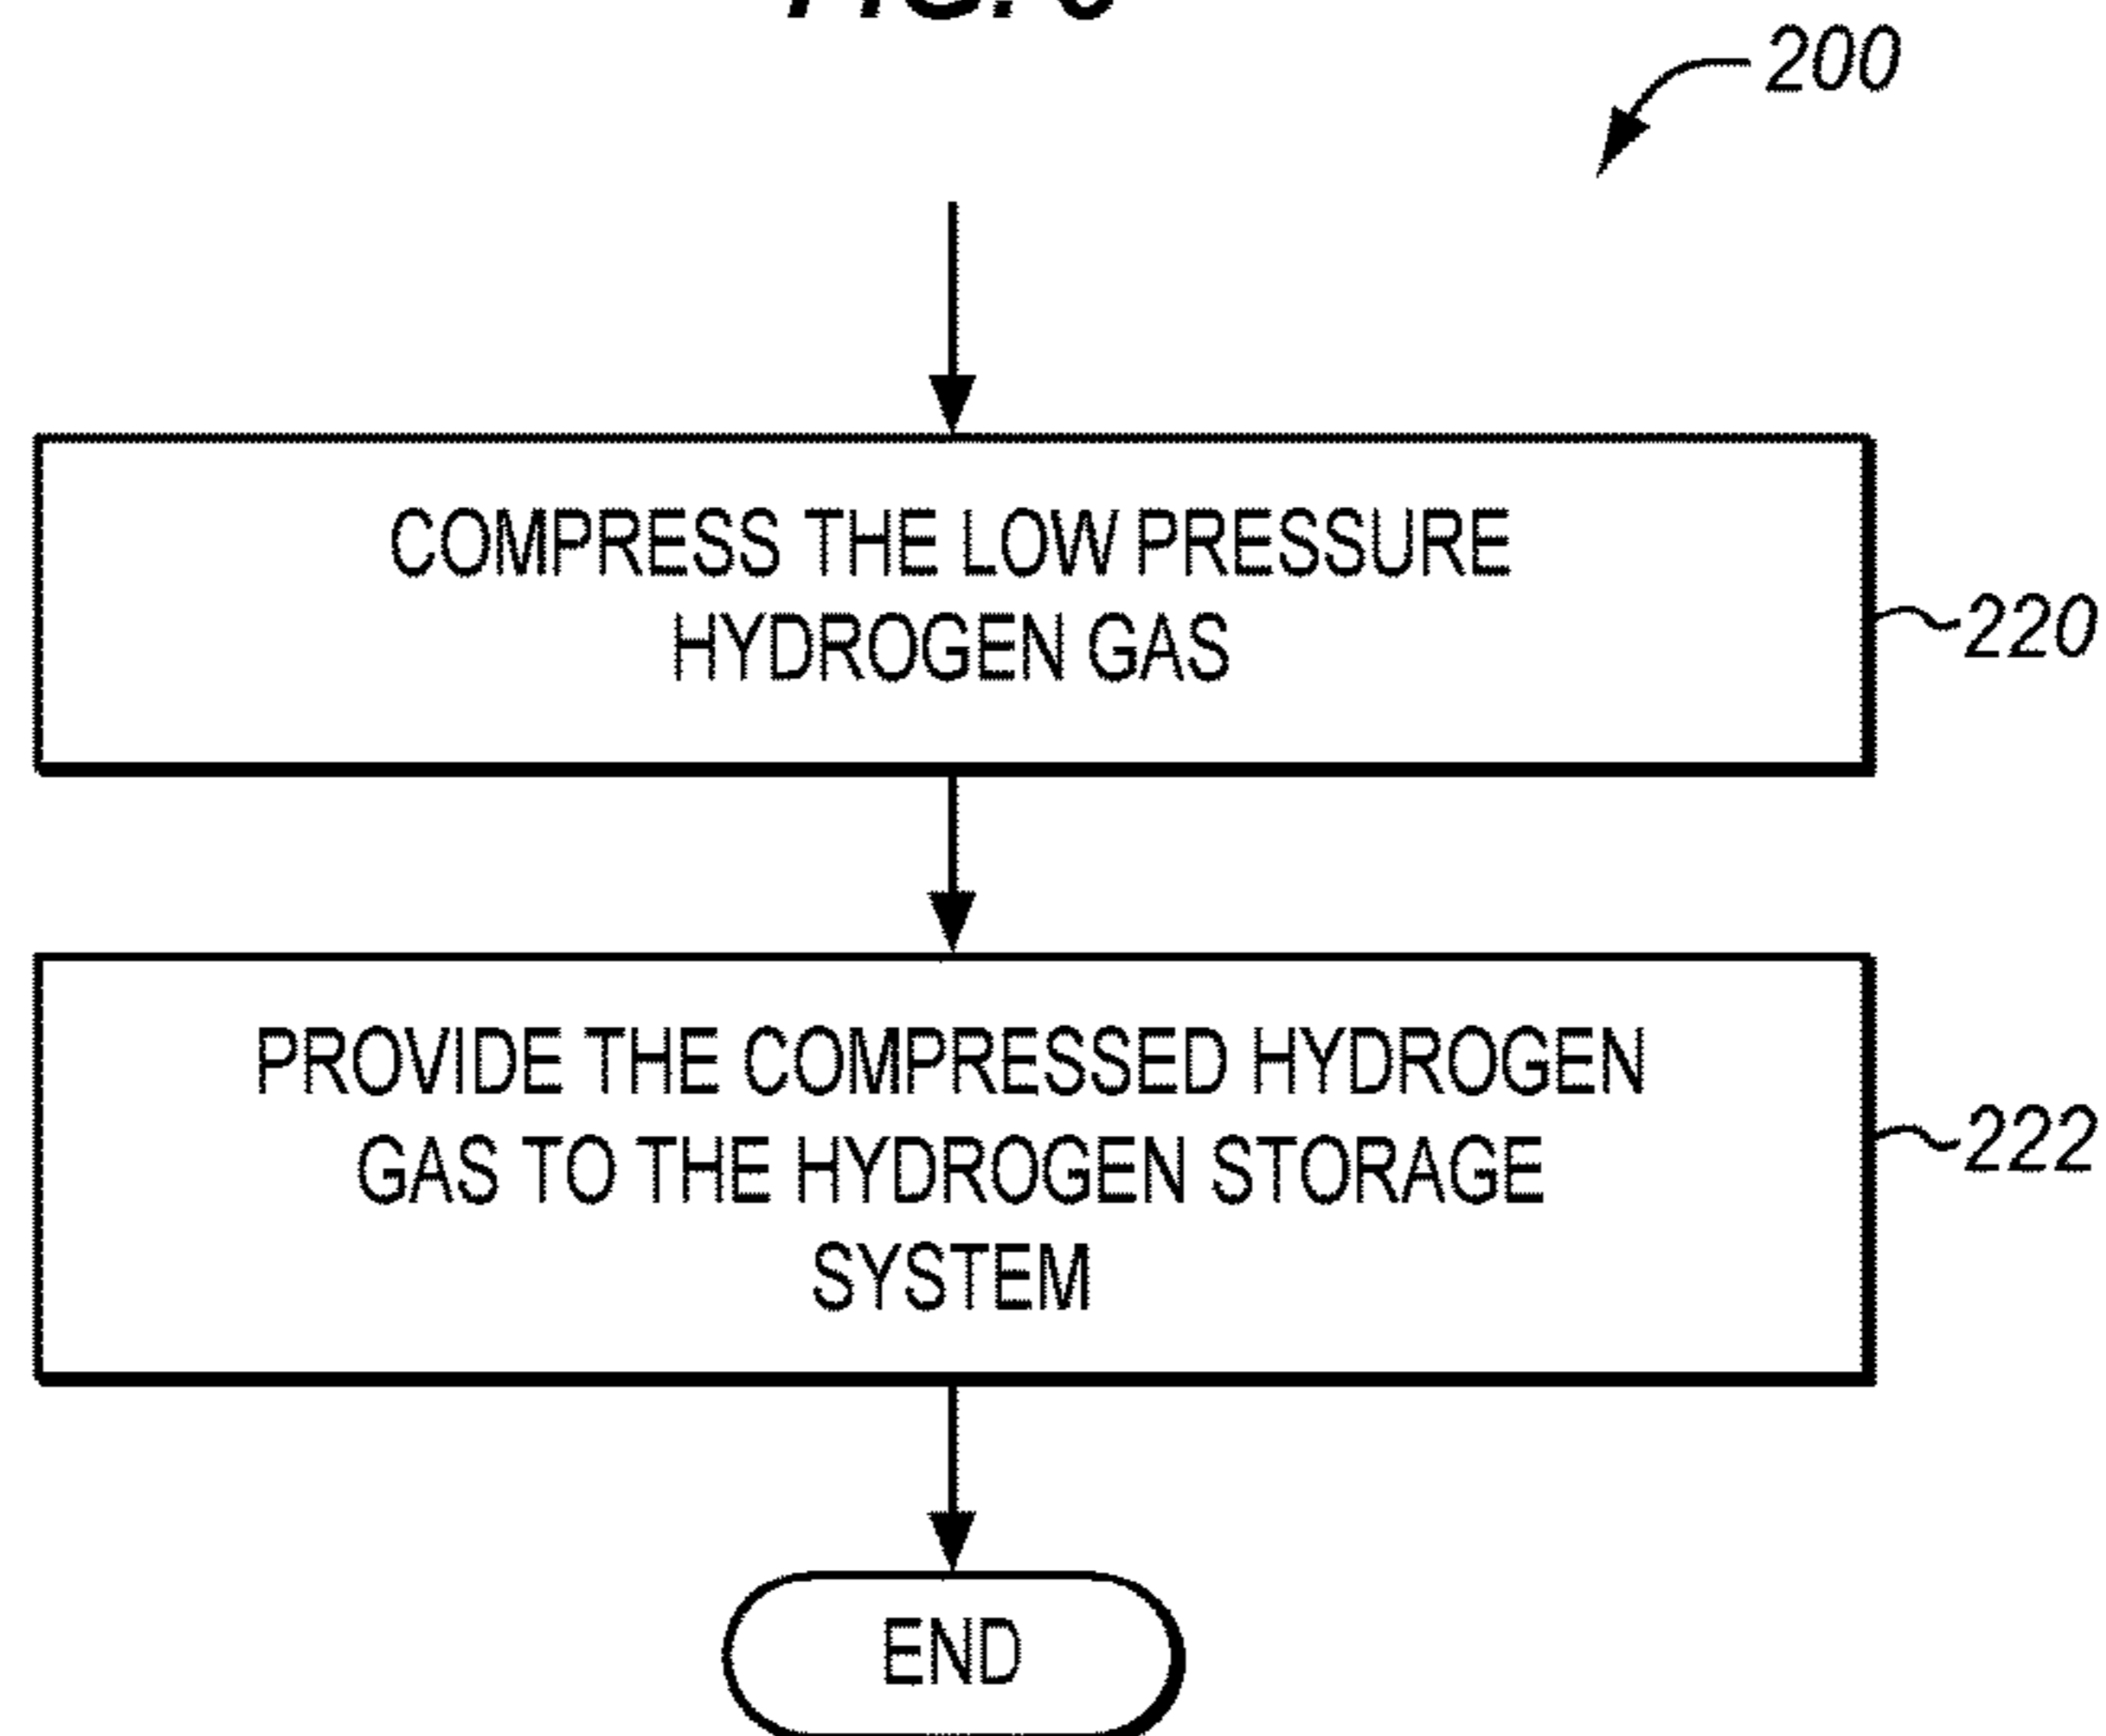 200
COMPRESS THE LOW PRESSURE
HYDROGEN GAS
220
PROVIDE THE COMPRESSED HYDROGEN
GAS TO THE HYDROGEN STORAGE
SYSTEM
222
END